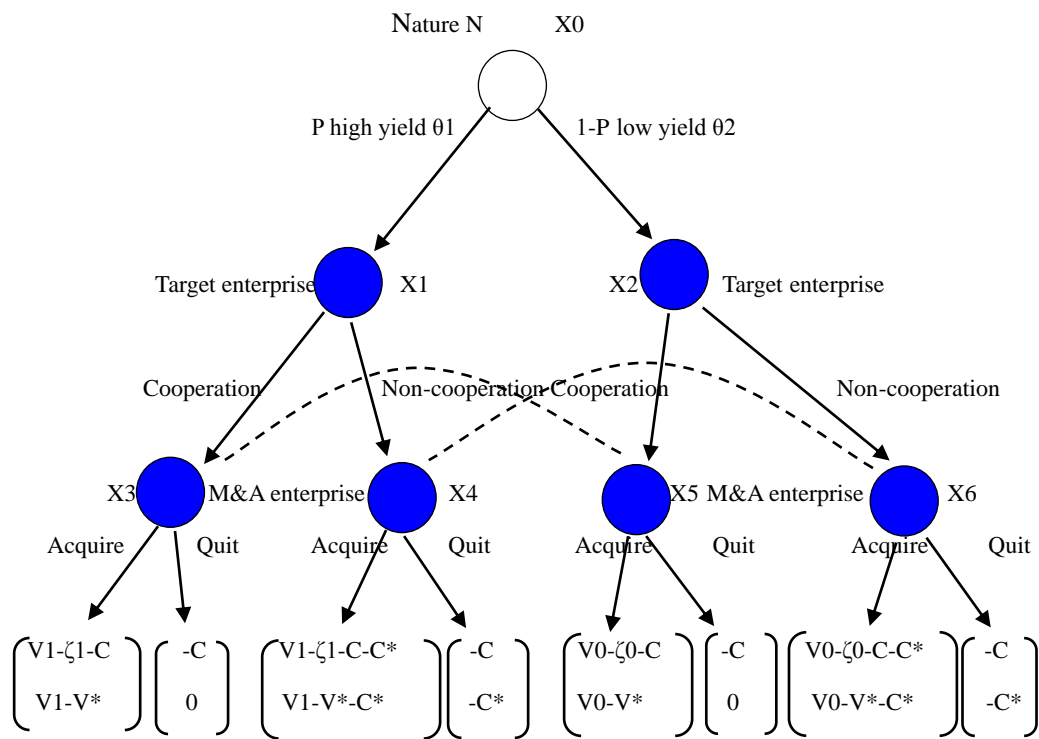 Nature N X0
P high yield θ1 1-P low yield θ2
Target enterprise X1 X2 Target enterprise
Cooperation Non-cooperation Cooperation Non-cooperation
X3 M&A enterprise X4 X5 M&A enterprise X6
Acquire Quit Acquire Quit Acquire Quit Acquire Quit
V1-ζ1-C -C V1-ζ1-C-C* -C V0-ζ0-C -C V0-ζ0-C-C* -C
V1-V* 0 V1-V*-C* -C* V0-V* 0 V0-V*-C* -C*